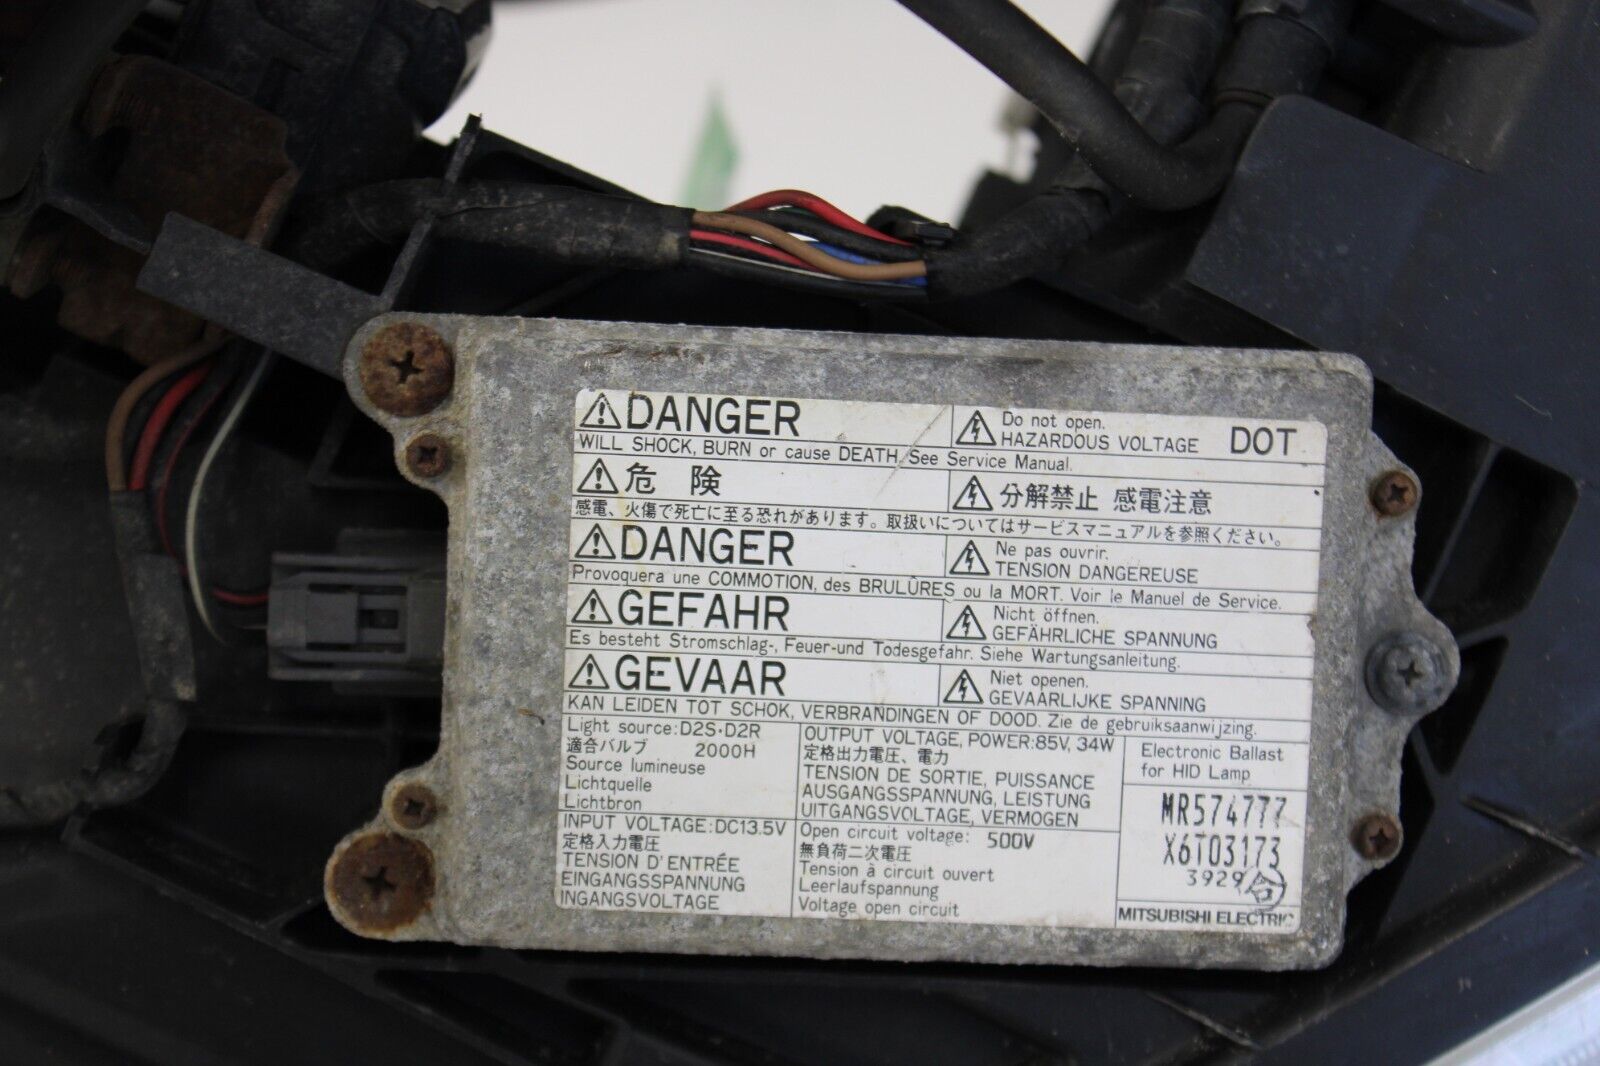 DANGER
Do not open.
HAZARDOUS VOLTAGE
DOT
WILL SHOCK, BURN or cause DEATH. See Service Manual.
危 険
分解禁止 感電注意
感電、火傷で死亡に至る恐れがあります。取扱いについてはサービスマニュアルを参照ください。
DANGER
Ne pas ouvrir.
TENSION DANGEREUSE
Provoquera une COMMOTION, des BRULÛRES ou la MORT. Voir le Manuel de Service.
GEFAHR
Nicht öffnen.
GEFÄHRLICHE SPANNUNG
Es besteht Stromschlag-, Feuer-und Todesgefahr. Siehe Wartungsanleitung.
GEVAAR
Niet openen.
GEVAARLIJKE SPANNING
KAN LEIDEN TOT SCHOK, VERBRANDINGEN OF DOOD. Zie de gebruiksaanwijzing.
Light source: D2S・D2R
適合バルブ 2000H
Source lumineuse
Lichtquelle
Lichtbron
INPUT VOLTAGE: DC13.5V
定格入力電圧
TENSION D'ENTRÉE
EINGANGSSPANNUNG
INGANGSVOLTAGE
OUTPUT VOLTAGE, POWER: 85V, 34W
定格出力電圧、電力
TENSION DE SORTIE, PUISSANCE
AUSGANGSSPANNUNG, LEISTUNG
UITGANGSVOLTAGE, VERMOGEN
Open circuit voltage: 500V
無負荷二次電圧
Tension à circuit ouvert
Leerlaufspannung
Voltage open circuit
Electronic Ballast
for HID Lamp
MR574777
X6T03173
3929 合
MITSUBISHI ELECTRIC